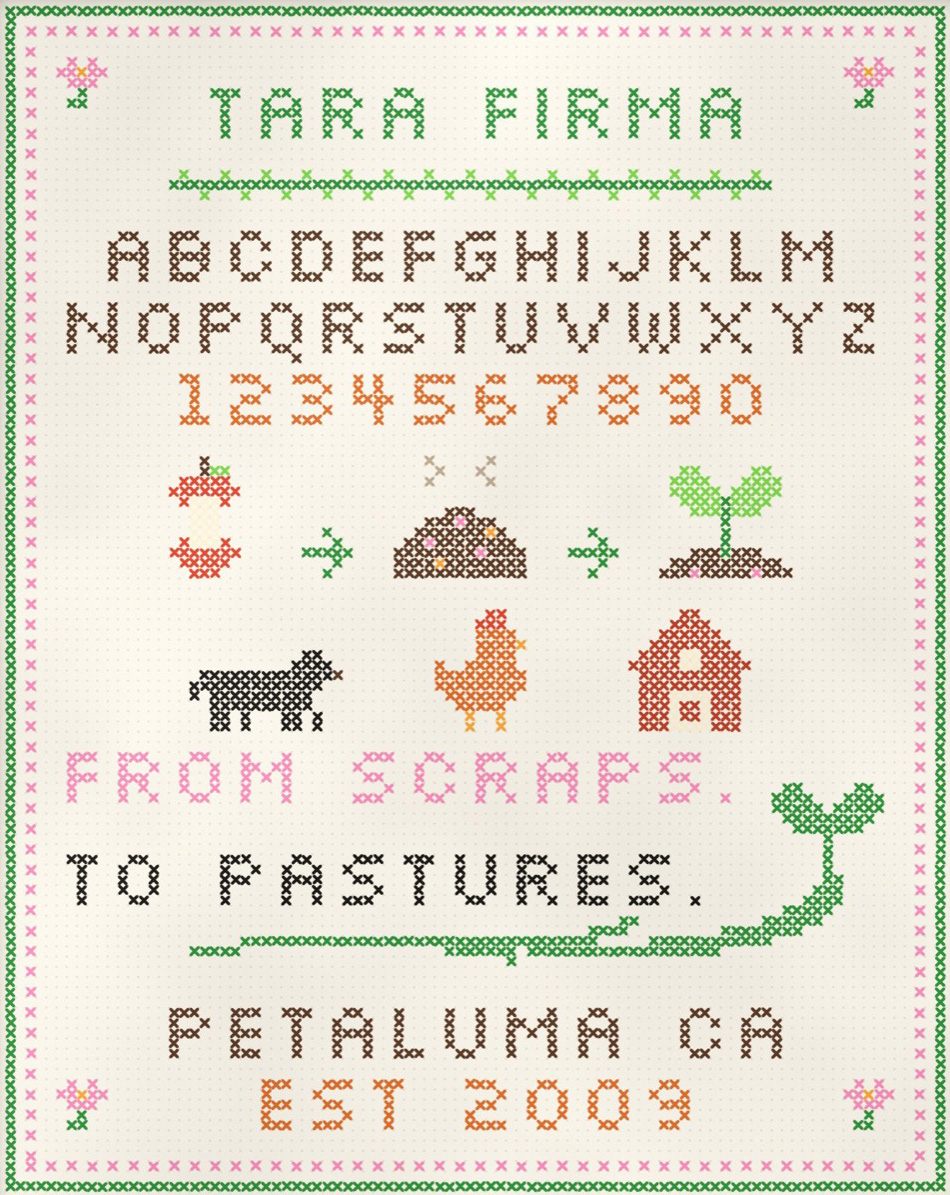 TARA FIRMA
ABCDEFGHIJKLM
NOPQRSTUVWXYZ
1234567890
FROM SCRAPS.
TO PASTURES.
PETALUMA CA
EST 2009